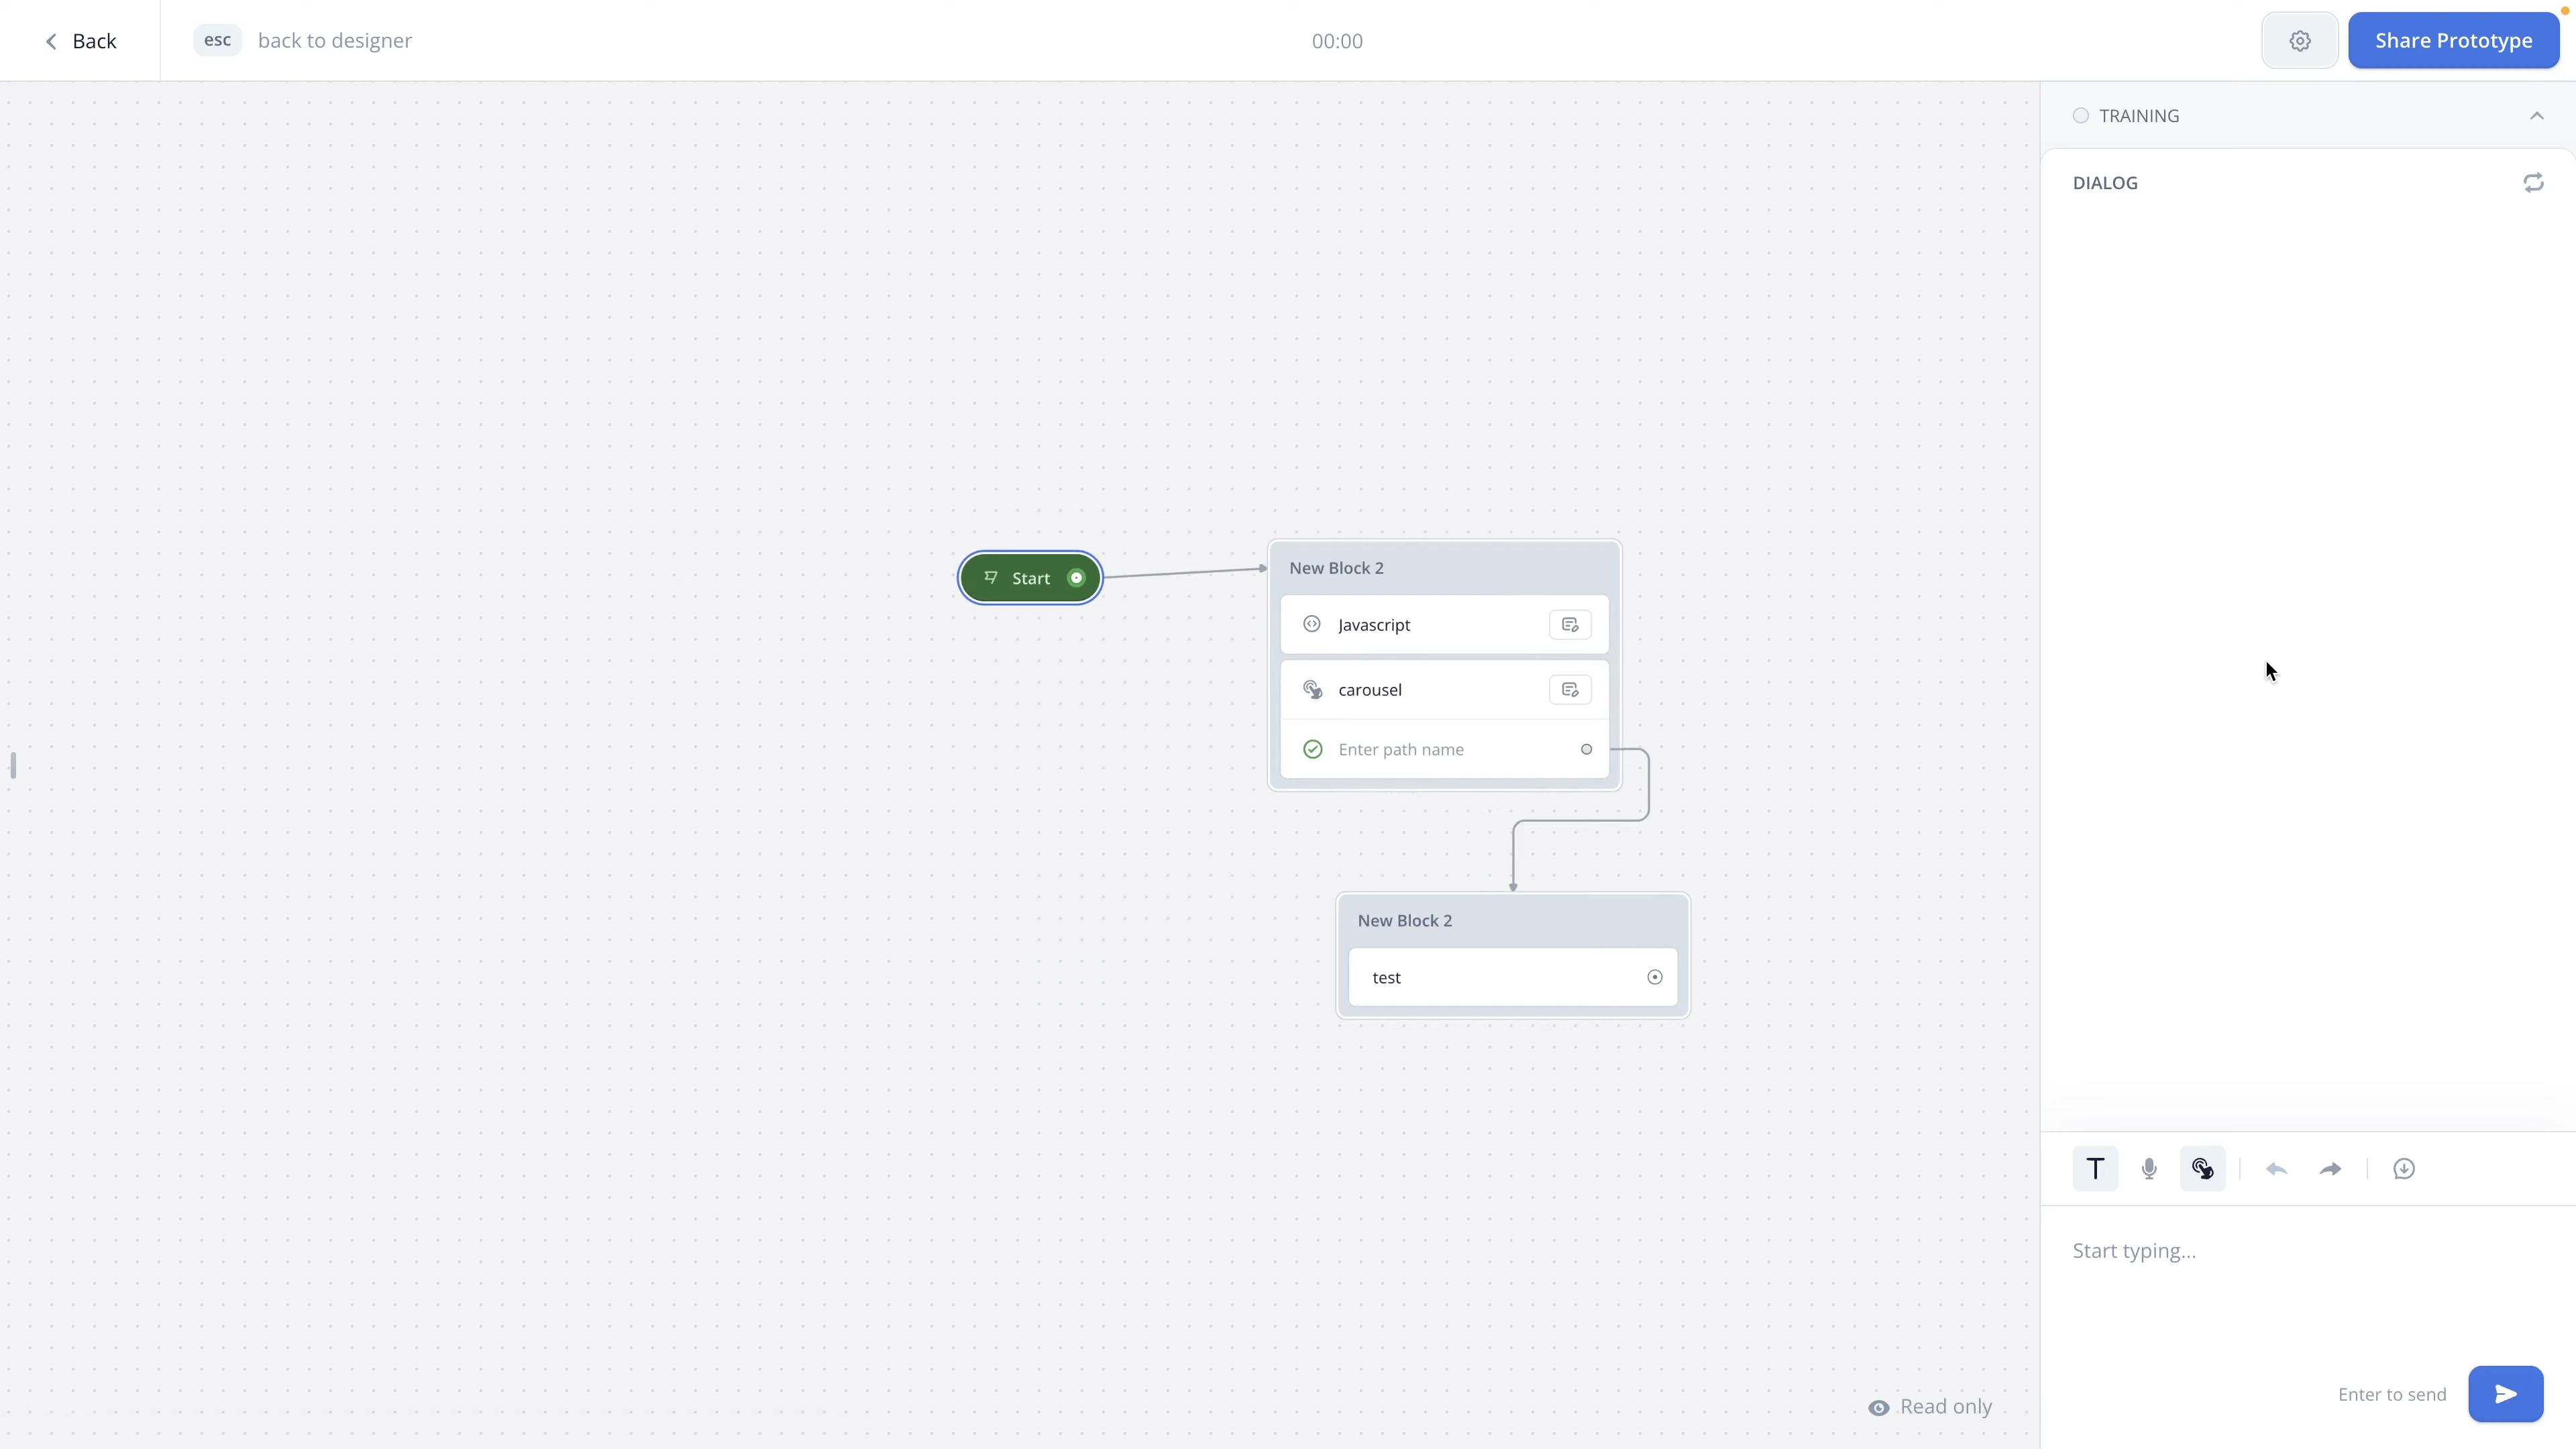 Back
esc back to designer
00:00
Share Prototype
TRAINING
DIALOG
Start
New Block 2
Javascript
carousel
Enter path name
New Block 2
test
T
Start typing...
Enter to send
Read only